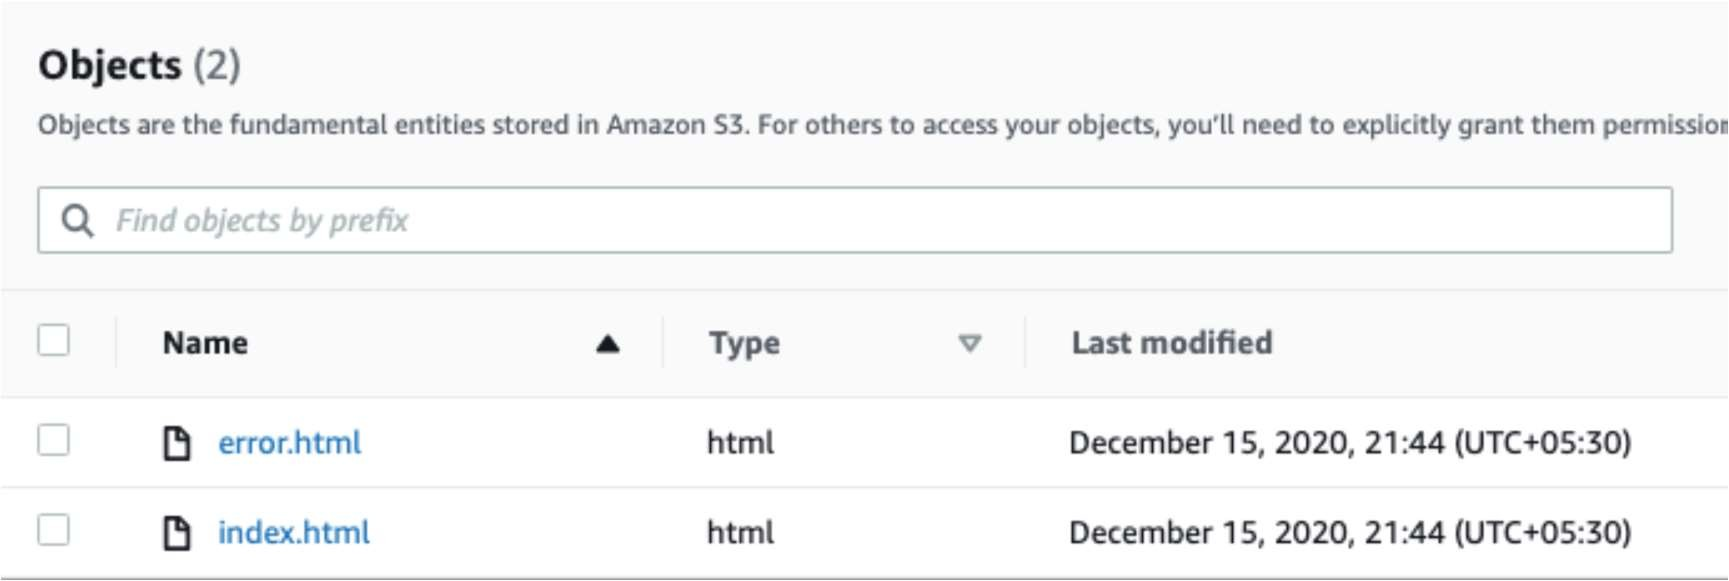 Objects (2)
Objects are the fundamental entities stored in Amazon S3. For others to access your objects, you'll need to explicitly grant them permission
Find objects by prefix
Name Type Last modified
error.html html December 15, 2020, 21:44 (UTC+05:30)
index.html html December 15, 2020, 21:44 (UTC+05:30)